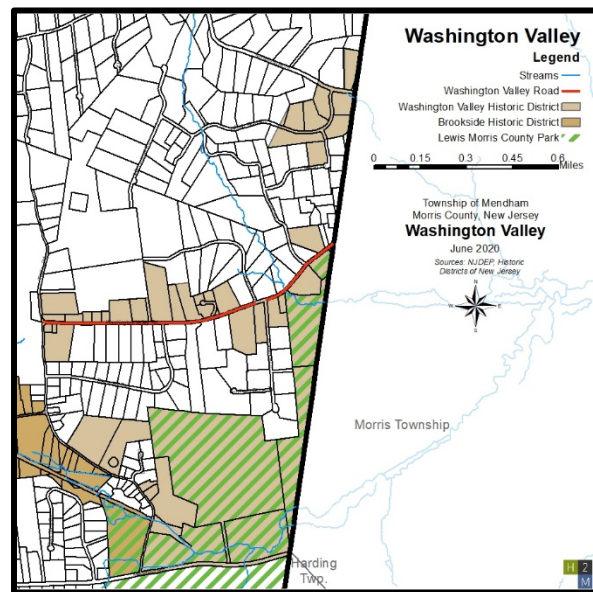 Washington Valley
Legend
Streams
Washington Valley Road
Washington Valley Historic District
Brookside Historic District
Lewis Morris County Park
0 0.15 0.3 0.45 0.6
Miles
Township of Mendham
Morris County, New Jersey
Washington Valley
June 2020
Sources: NJDEP, Historic
Districts of New Jersey
N
W E
S
Morris Township
Harding
Twp.
H 2
M